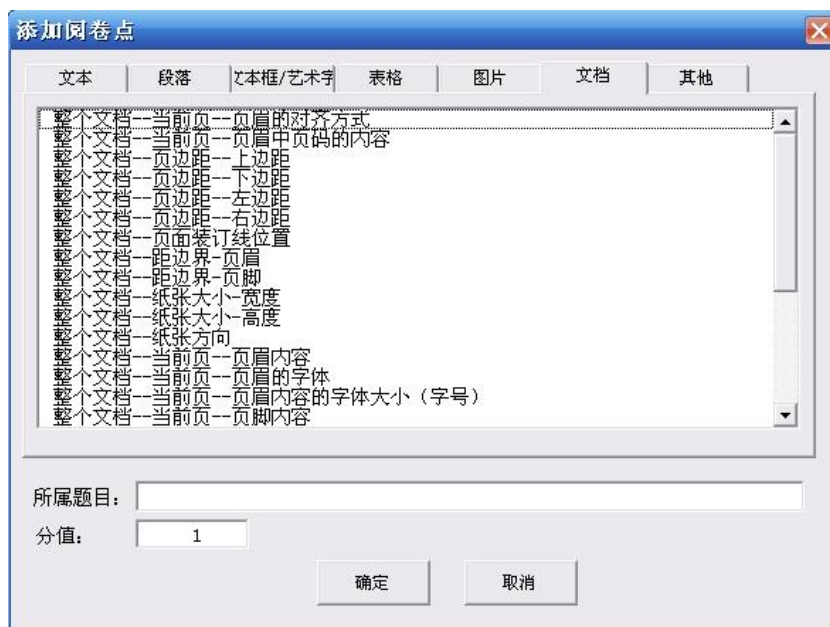 添加阅卷点
文本 段落 文本框/艺术字 表格 图片 文档 其他
整个文档--当前页--页眉的对齐方式
整个文档--当前页--页眉中页码的内容
整个文档--页边距--上边距
整个文档--页边距--下边距
整个文档--页边距--左边距
整个文档--页边距--右边距
整个文档--页面装订线位置
整个文档--距边界-页眉
整个文档--距边界-页脚
整个文档--纸张大小-宽度
整个文档--纸张大小-高度
整个文档--纸张方向
整个文档--当前页--页眉内容
整个文档--当前页--页眉的字体
整个文档--当前页--页眉内容的字体大小（字号）
整个文档--当前页--页脚内容
所属题目：
分值： 1
确定 取消